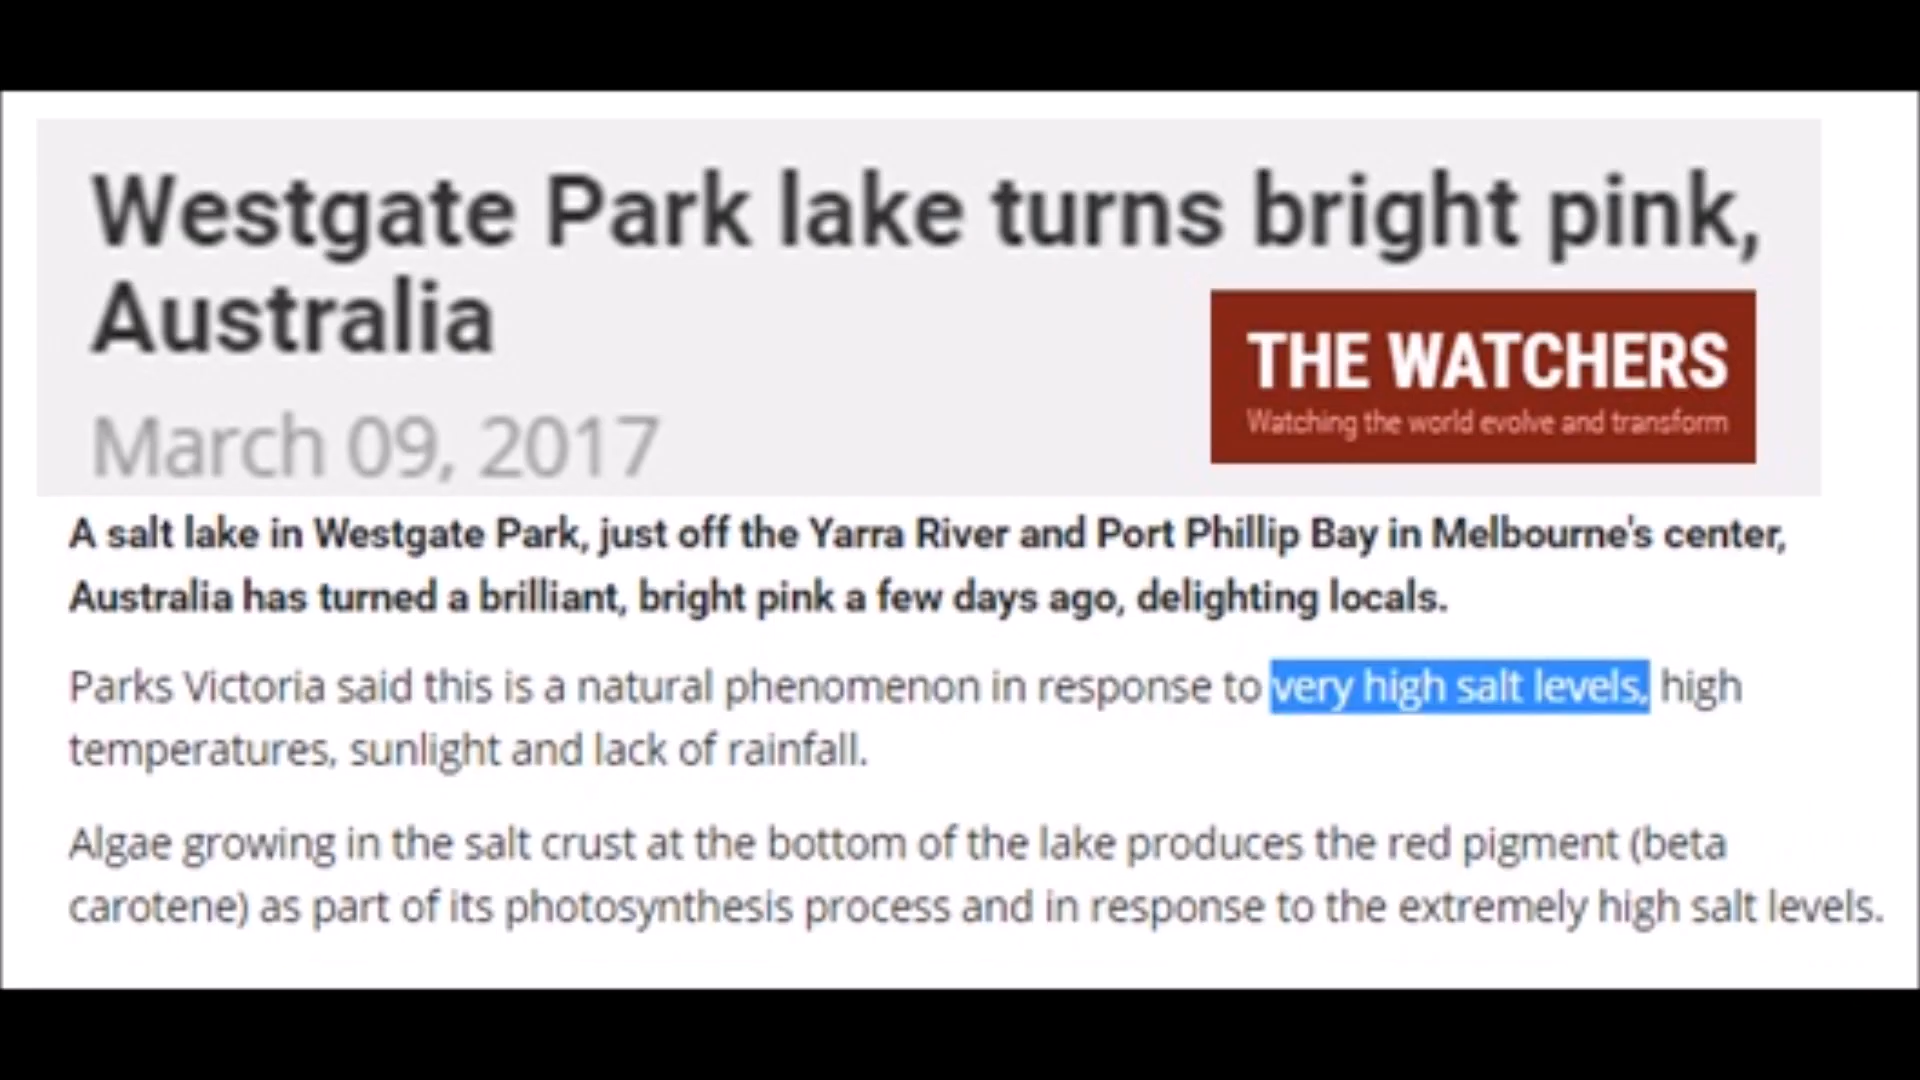 Westgate Park lake turns bright pink,
Australia
THE WATCHERS
Watching the world evolve and transform
March 09, 2017
A salt lake in Westgate Park, just off the Yarra River and Port Phillip Bay in Melbourne's center,
Australia has turned a brilliant, bright pink a few days ago, delighting locals.
Parks Victoria said this is a natural phenomenon in response to very high salt levels, high
temperatures, sunlight and lack of rainfall.
Algae growing in the salt crust at the bottom of the lake produces the red pigment (beta
carotene) as part of its photosynthesis process and in response to the extremely high salt levels.